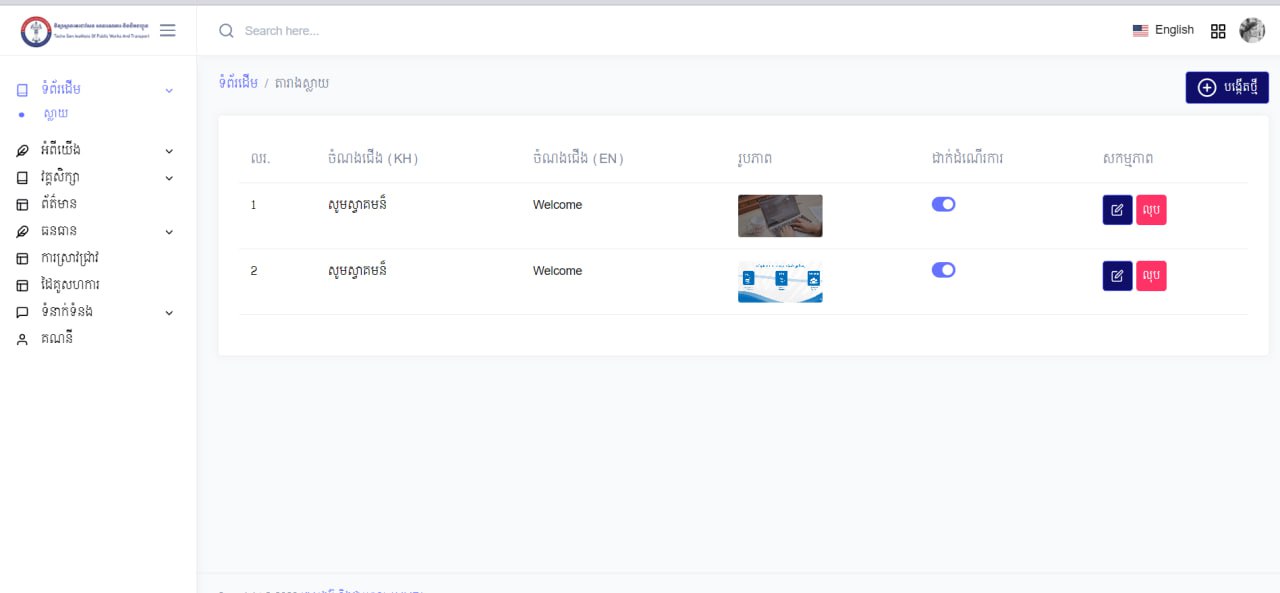 Techo Sen Institute Of Public Works And Transport
Search here...
English
ទំព័រដើម
ស្លាយ
អំពីយើង
វគ្គសិក្សា
ព័ត៌មាន
ធនធាន
ការស្រាវជ្រាវ
ដៃគូសហការ
ទំនាក់ទំនង
គណនី
ទំព័រដើម / តារាងស្លាយ
បង្កើតថ្មី
លរ. ចំណងជើង (KH) ចំណងជើង (EN) រូបភាព ដាក់ដំណើរការ សកម្មភាព
1 សូមស្វាគមន៍ Welcome លុប
2 សូមស្វាគមន៍ Welcome លុប